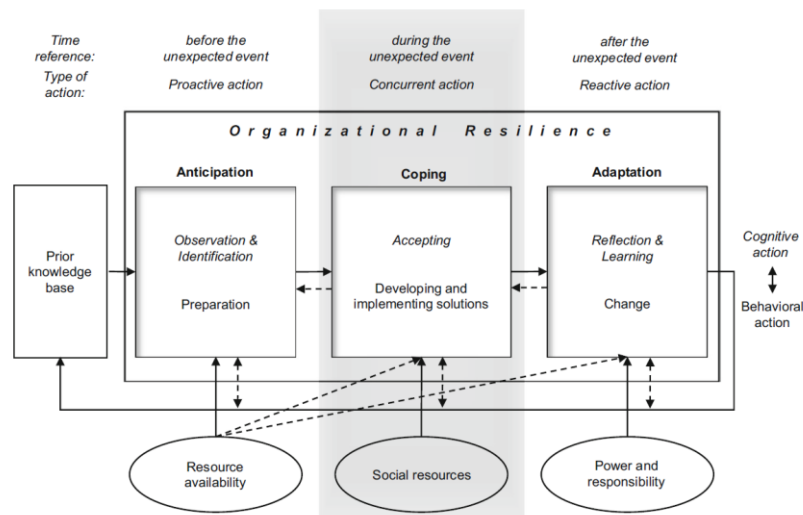 Time reference:
before the unexpected event
during the unexpected event
after the unexpected event
Type of action:
Proactive action
Concurrent action
Reactive action
Organizational Resilience
Anticipation
Coping
Adaptation
Prior knowledge base
Observation & Identification
Preparation
Accepting
Developing and implementing solutions
Reflection & Learning
Change
Cognitive action
Behavioral action
Resource availability
Social resources
Power and responsibility